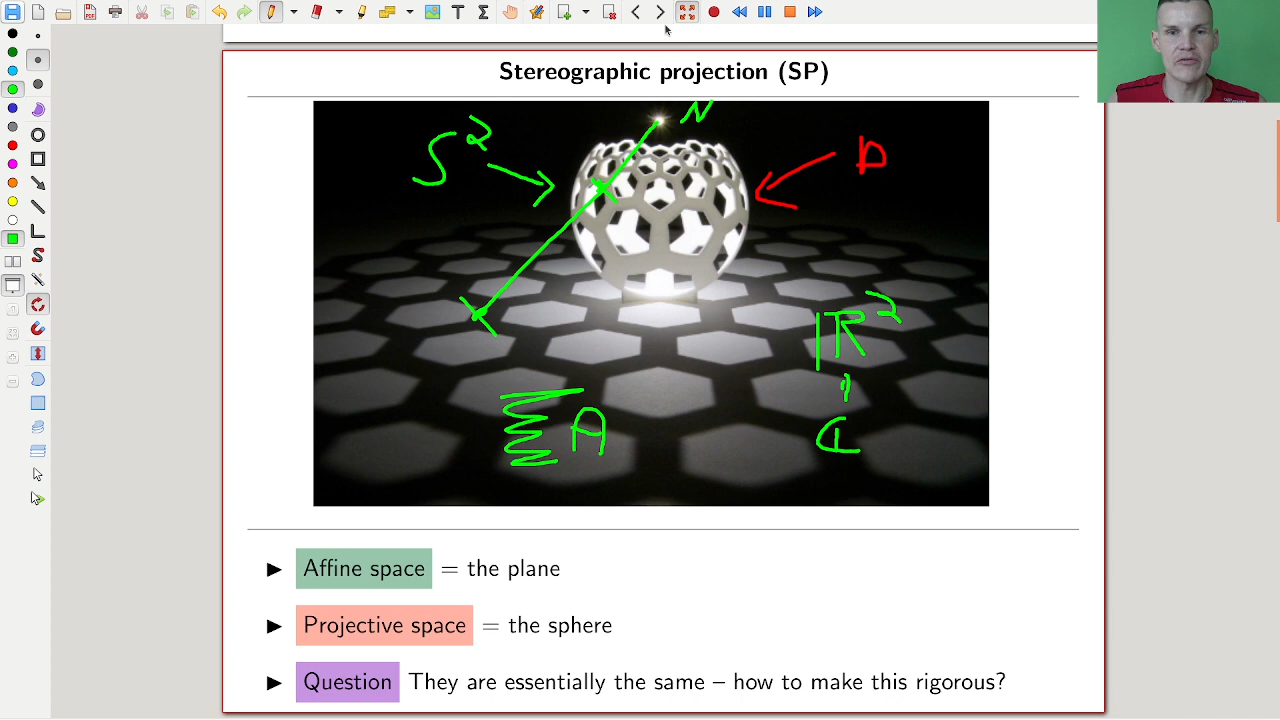 Stereographic projection (SP)
S² N
ℝ²
=
A
► Affine space = the plane
► Projective space = the sphere
► Question They are essentially the same – how to make this rigorous?